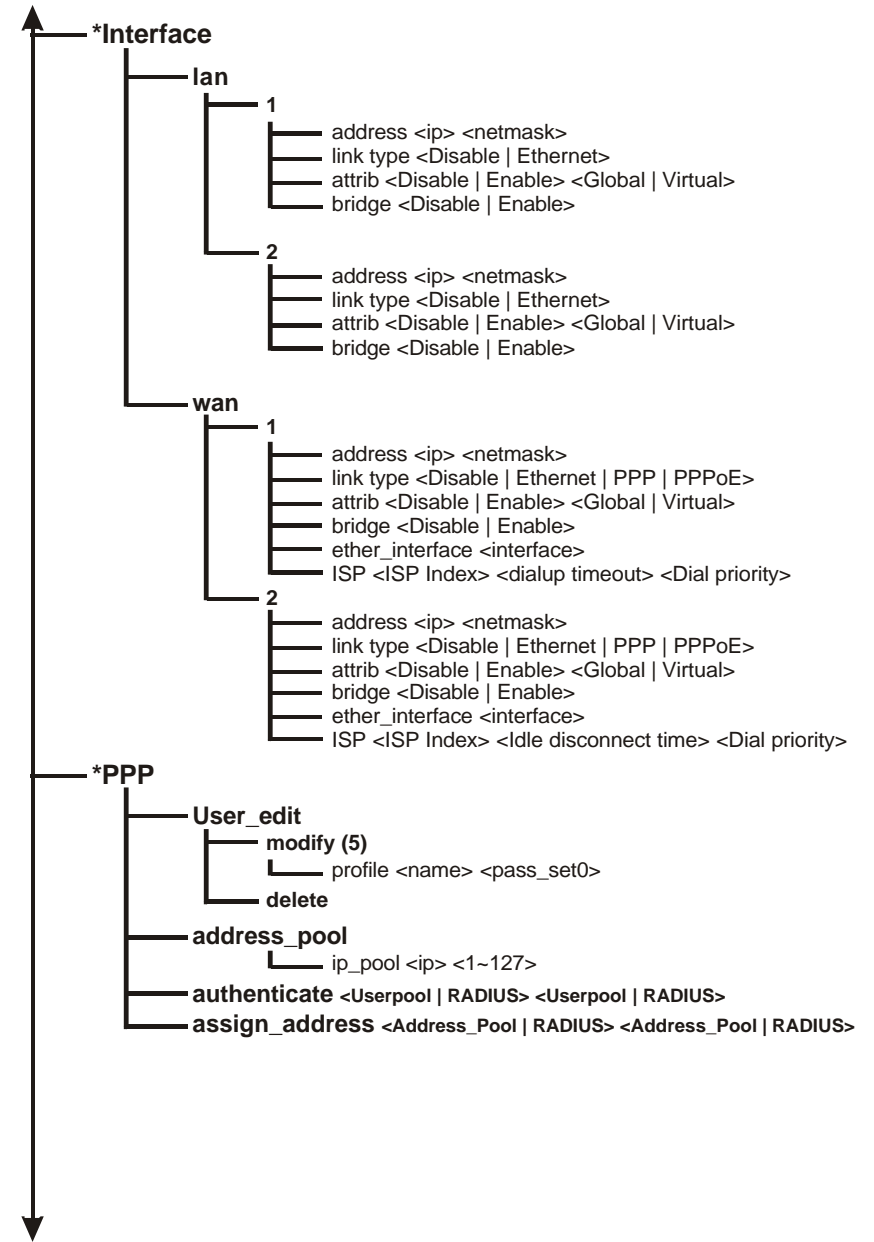 *Interface
lan
1
address <ip> <netmask>
link type <Disable | Ethernet>
attrib <Disable | Enable> <Global | Virtual>
bridge <Disable | Enable>
2
address <ip> <netmask>
link type <Disable | Ethernet>
attrib <Disable | Enable> <Global | Virtual>
bridge <Disable | Enable>
wan
1
address <ip> <netmask>
link type <Disable | Ethernet | PPP | PPPoE>
attrib <Disable | Enable> <Global | Virtual>
bridge <Disable | Enable>
ether_interface <interface>
ISP <ISP Index> <dialup timeout> <Dial priority>
2
address <ip> <netmask>
link type <Disable | Ethernet | PPP | PPPoE>
attrib <Disable | Enable> <Global | Virtual>
bridge <Disable | Enable>
ether_interface <interface>
ISP <ISP Index> <Idle disconnect time> <Dial priority>
*PPP
User_edit
modify (5)
profile <name> <pass_set0>
delete
address_pool
ip_pool <ip> <1~127>
authenticate <Userpool | RADIUS> <Userpool | RADIUS>
assign_address <Address_Pool | RADIUS> <Address_Pool | RADIUS>